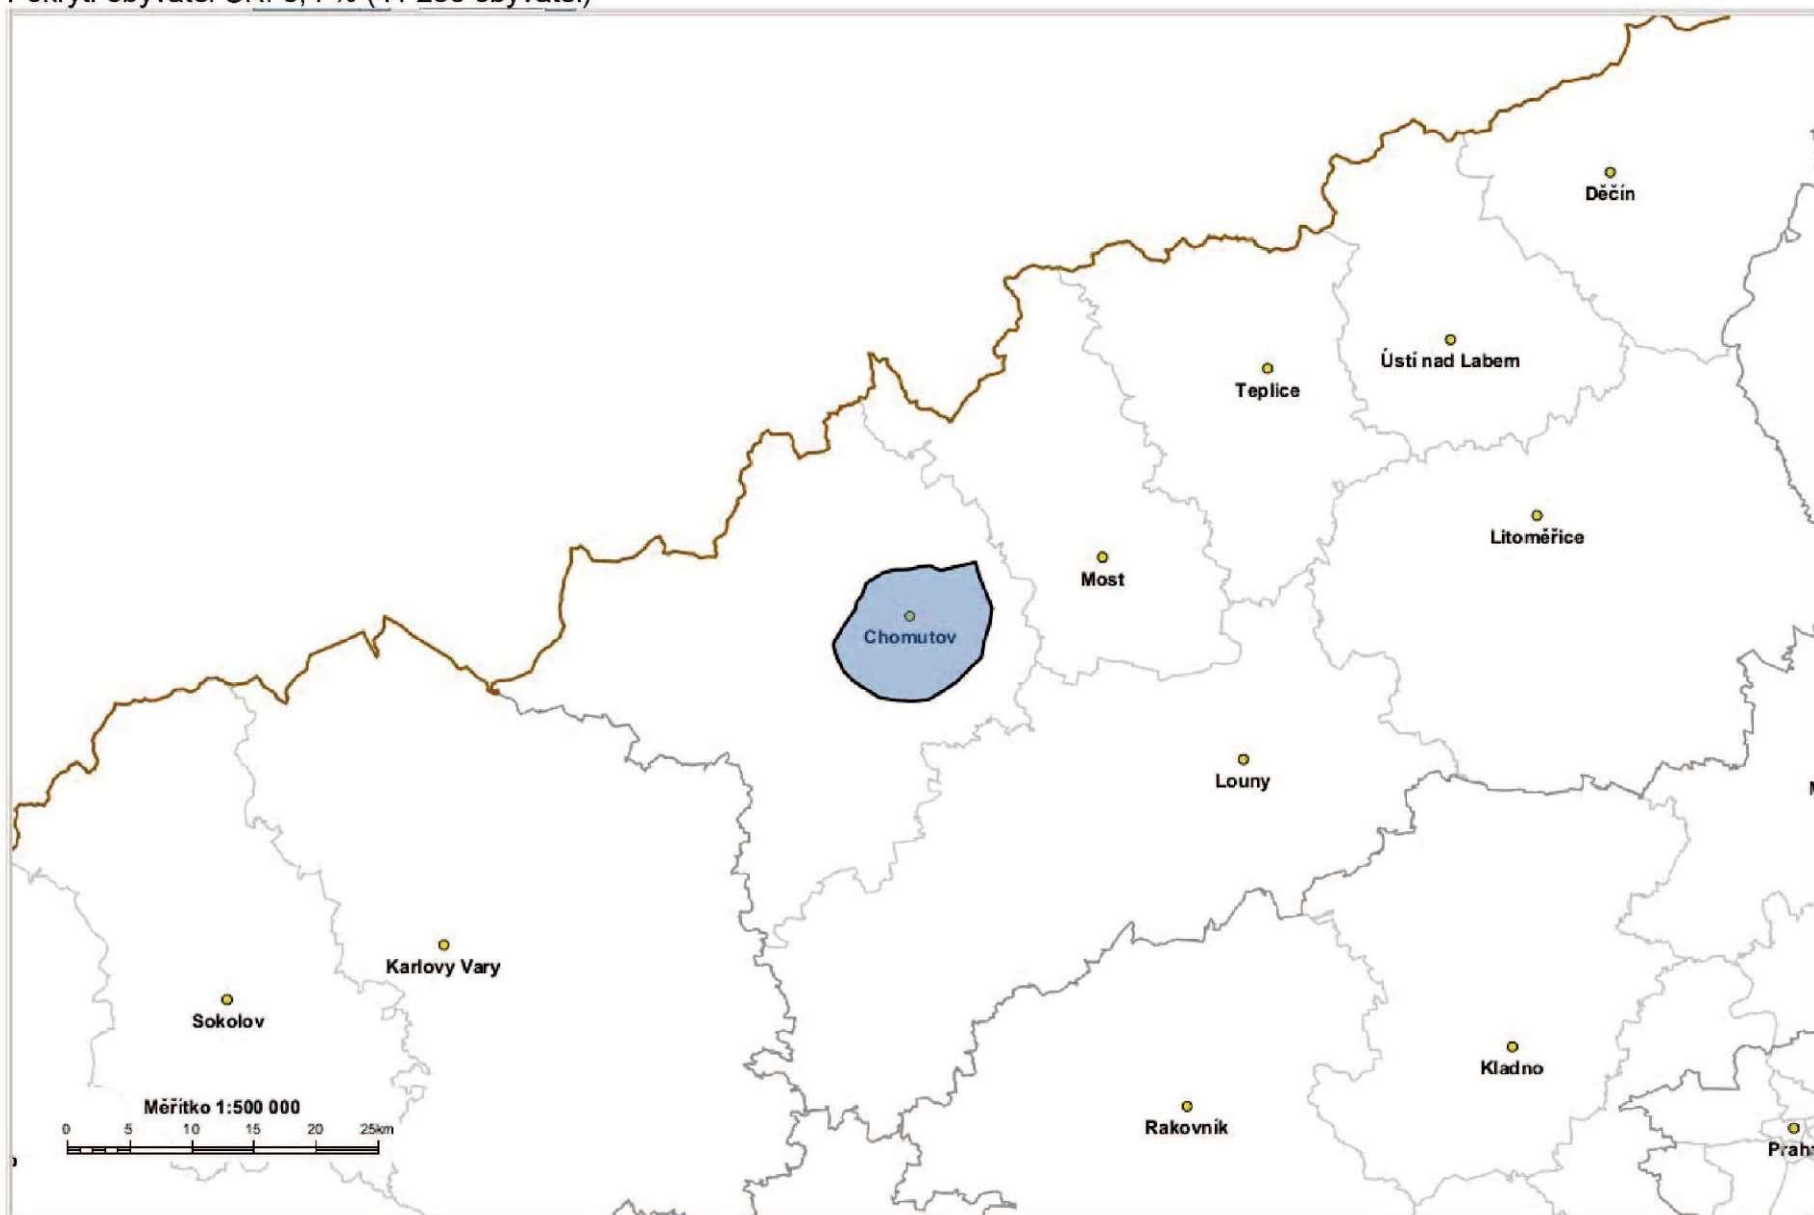 Děčín
Ústí nad Labem
Teplice
Litoměřice
Most
Chomutov
Louny
Karlovy Vary
Sokolov
Kladno
Měřítko 1:500 000
0 5 10 15 20 25km
Rakovník